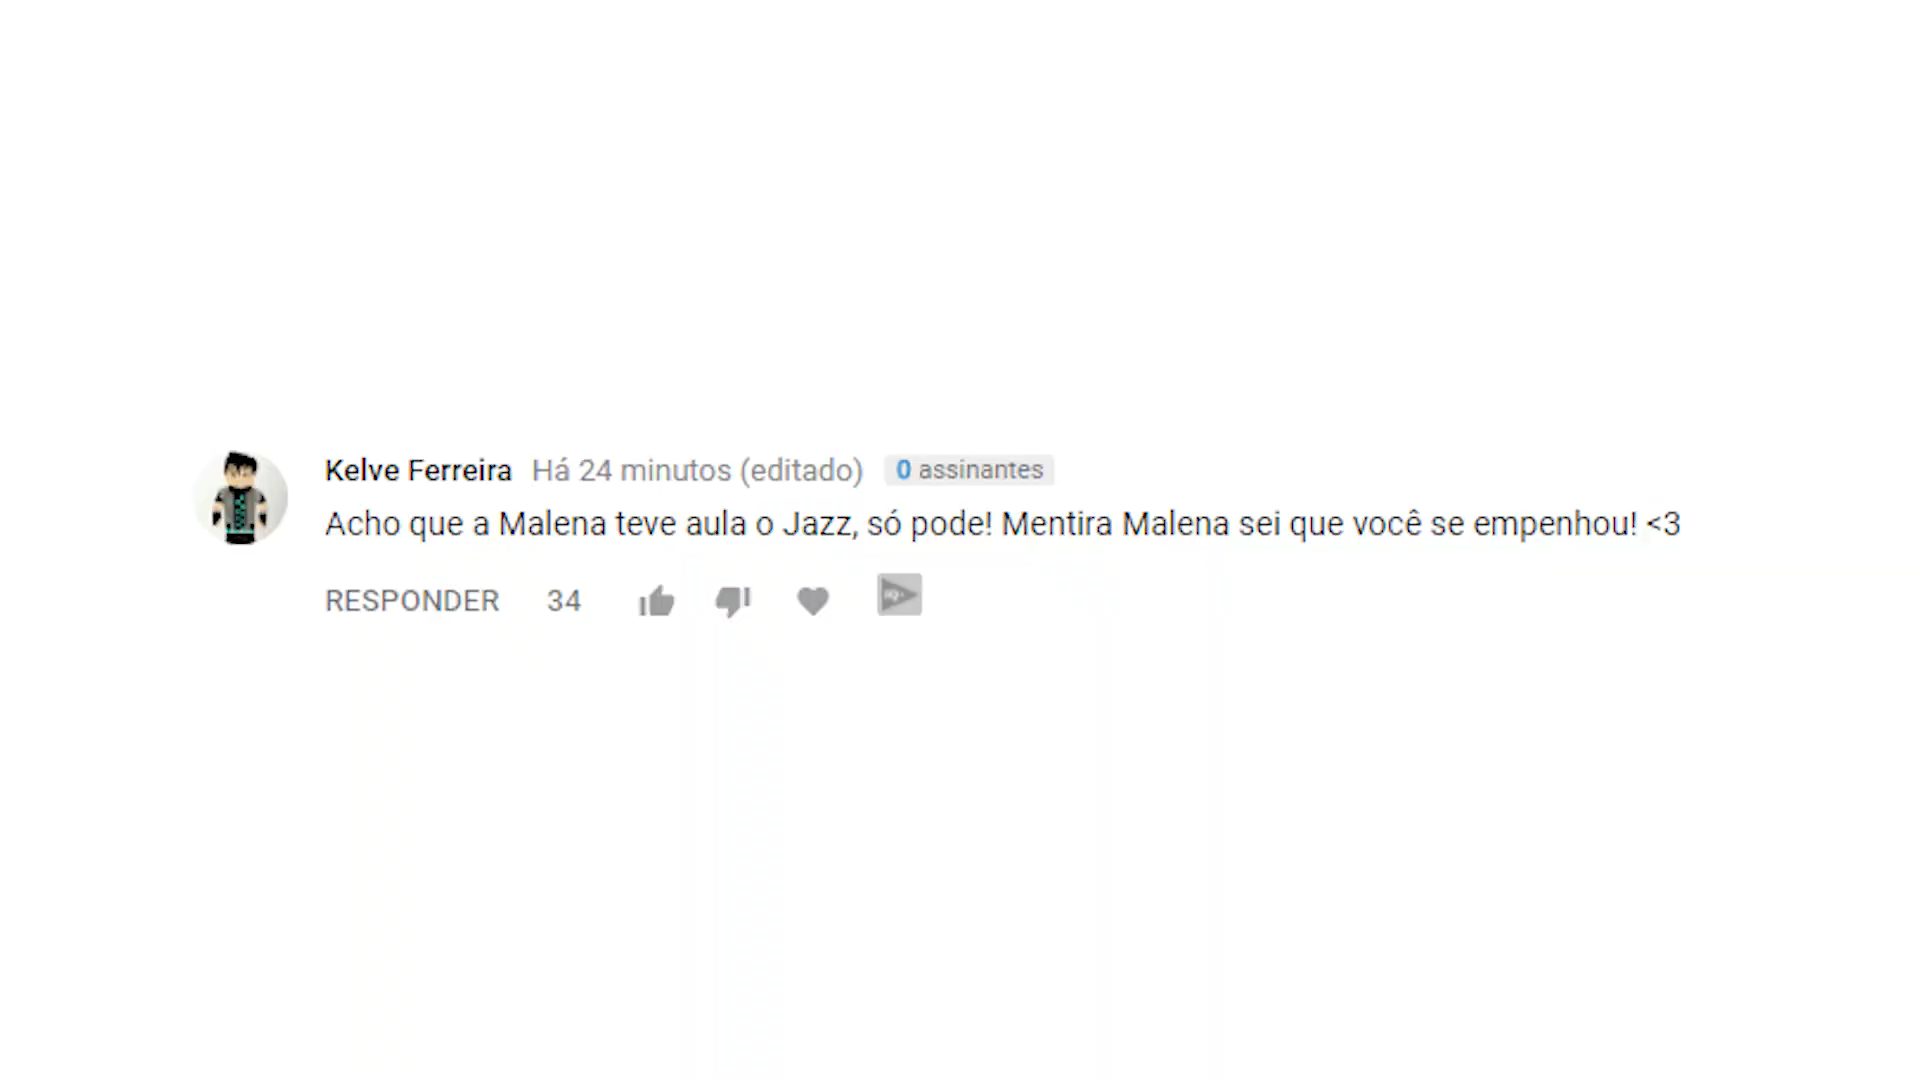 Kelve Ferreira Há 24 minutos (editado) 0 assinantes
Acho que a Malena teve aula o Jazz, só pode! Mentira Malena sei que você se empenhou! <3
RESPONDER 34